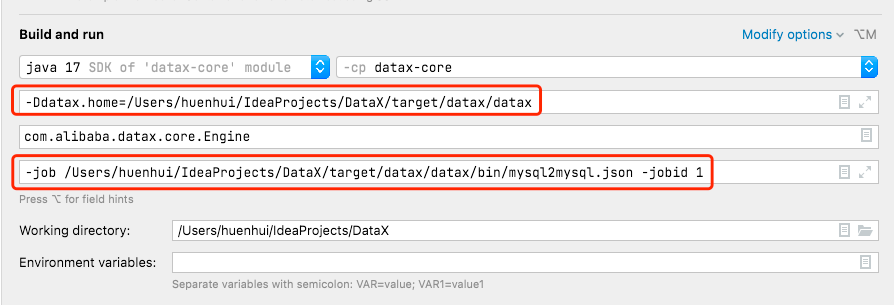 Build and run
Modify options ⌥M
java 17 SDK of 'datax-core' module -cp datax-core
-Ddatax.home=/Users/huenhui/IdeaProjects/DataX/target/datax/datax
com.alibaba.datax.core.Engine
-job /Users/huenhui/IdeaProjects/DataX/target/datax/datax/bin/mysql2mysql.json -jobid 1
Press ⌥ for field hints
Working directory: /Users/huenhui/IdeaProjects/DataX
Environment variables:
Separate variables with semicolon: VAR=value; VAR1=value1